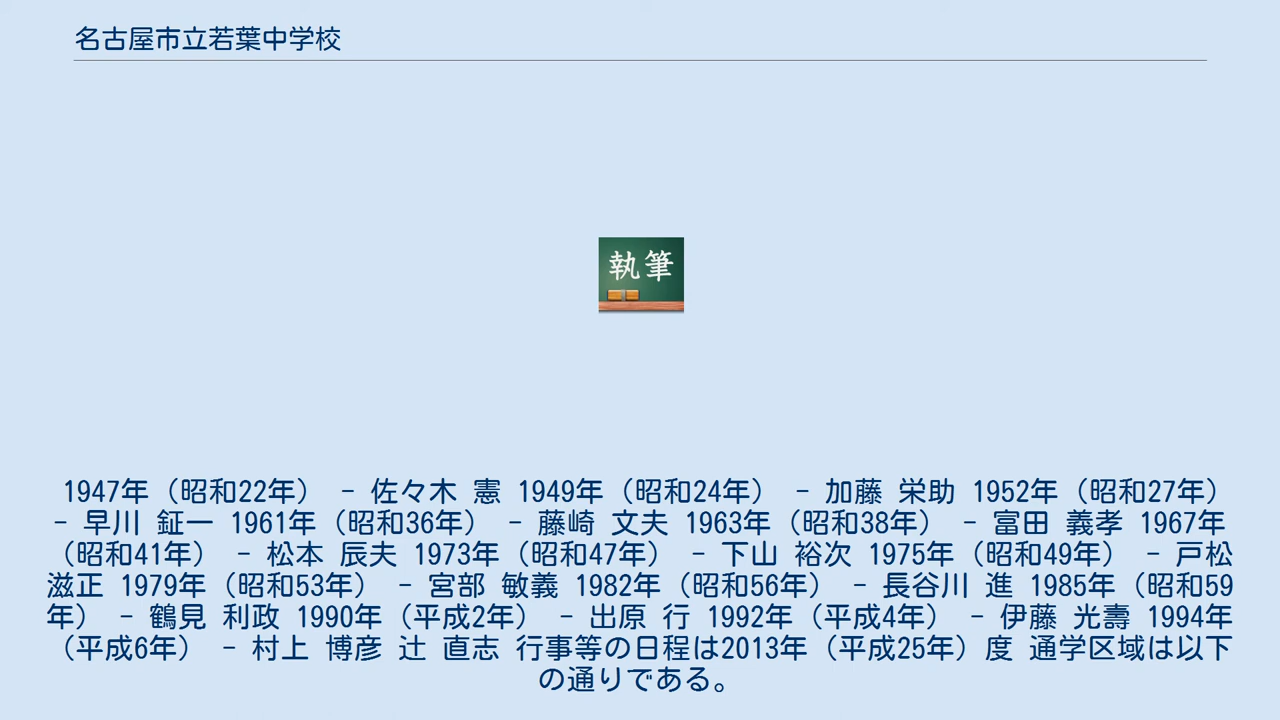 名古屋市立若葉中学校
執筆
1947年（昭和22年） - 佐々木 憲 1949年（昭和24年） - 加藤 栄助 1952年（昭和27年）
- 早川 鉦一 1961年（昭和36年） - 藤崎 文夫 1963年（昭和38年） - 富田 義孝 1967年
（昭和41年） - 松本 辰夫 1973年（昭和47年） - 下山 裕次 1975年（昭和49年） - 戸松
滋正 1979年（昭和53年） - 宮部 敏義 1982年（昭和56年） - 長谷川 進 1985年（昭和59
年） - 鶴見 利政 1990年（平成2年） - 出原 行 1992年（平成4年） - 伊藤 光壽 1994年
（平成6年） - 村上 博彦 辻 直志 行事等の日程は2013年（平成25年）度 通学区域は以下
の通りである。